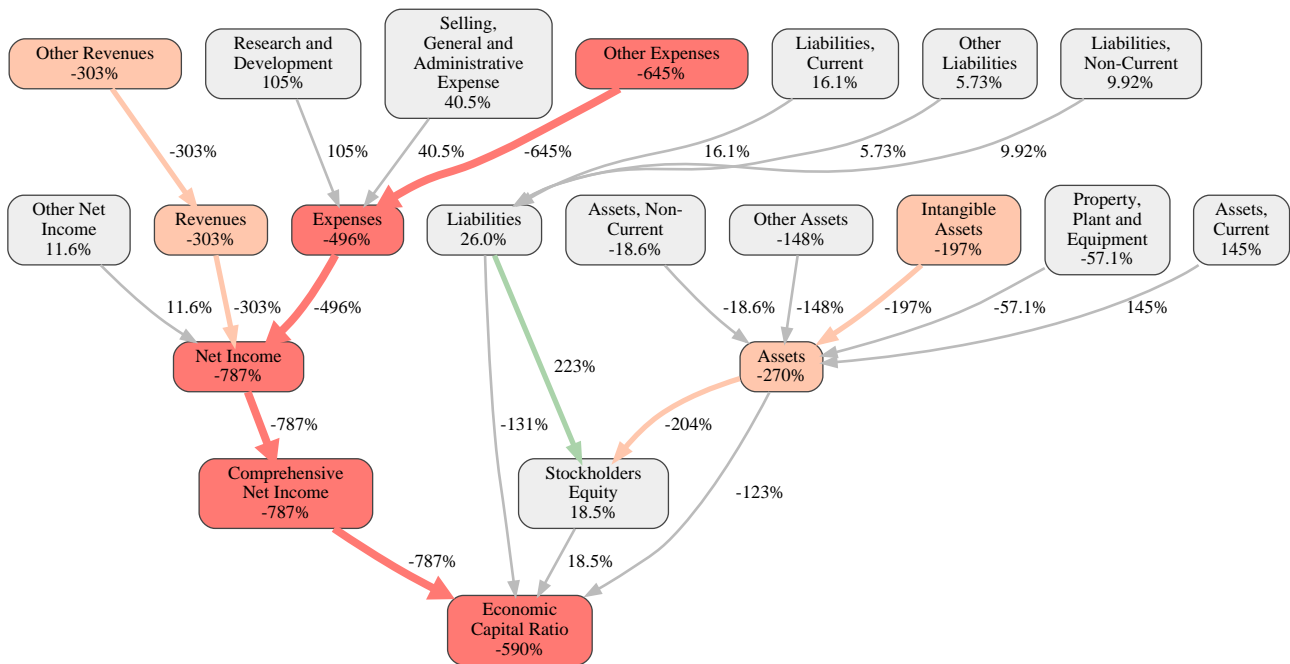 Other Revenues
-303%
Research and
Development
105%
Selling,
General and
Administrative
Expense
40.5%
Other Expenses
-645%
Liabilities,
Current
16.1%
Other
Liabilities
5.73%
Liabilities,
Non-Current
9.92%
-303%
105%
40.5%
-645%
16.1%
5.73%
9.92%
Other Net
Income
11.6%
Revenues
-303%
Expenses
-496%
Liabilities
26.0%
Assets, Non-
Current
-18.6%
Other Assets
-148%
Intangible
Assets
-197%
Property,
Plant and
Equipment
-57.1%
Assets,
Current
145%
11.6%
-303%
-496%
-18.6%
-148%
-197%
-57.1%
145%
Net Income
-787%
223%
Assets
-270%
-787%
-131%
-204%
Comprehensive
Net Income
-787%
Stockholders
Equity
18.5%
-123%
-787%
18.5%
Economic
Capital Ratio
-590%